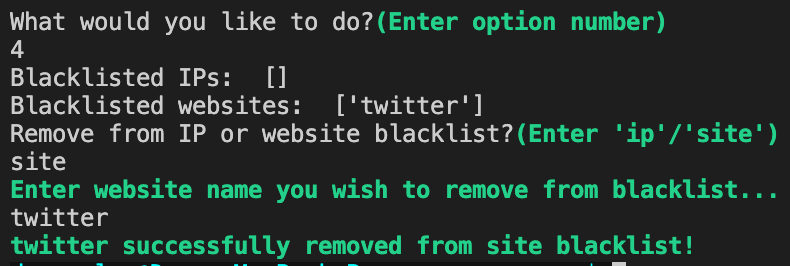 What would you like to do?(Enter option number)
4
Blacklisted IPs:  []
Blacklisted websites:  ['twitter']
Remove from IP or website blacklist?(Enter 'ip'/'site')
site
Enter website name you wish to remove from blacklist...
twitter
twitter successfully removed from site blacklist!